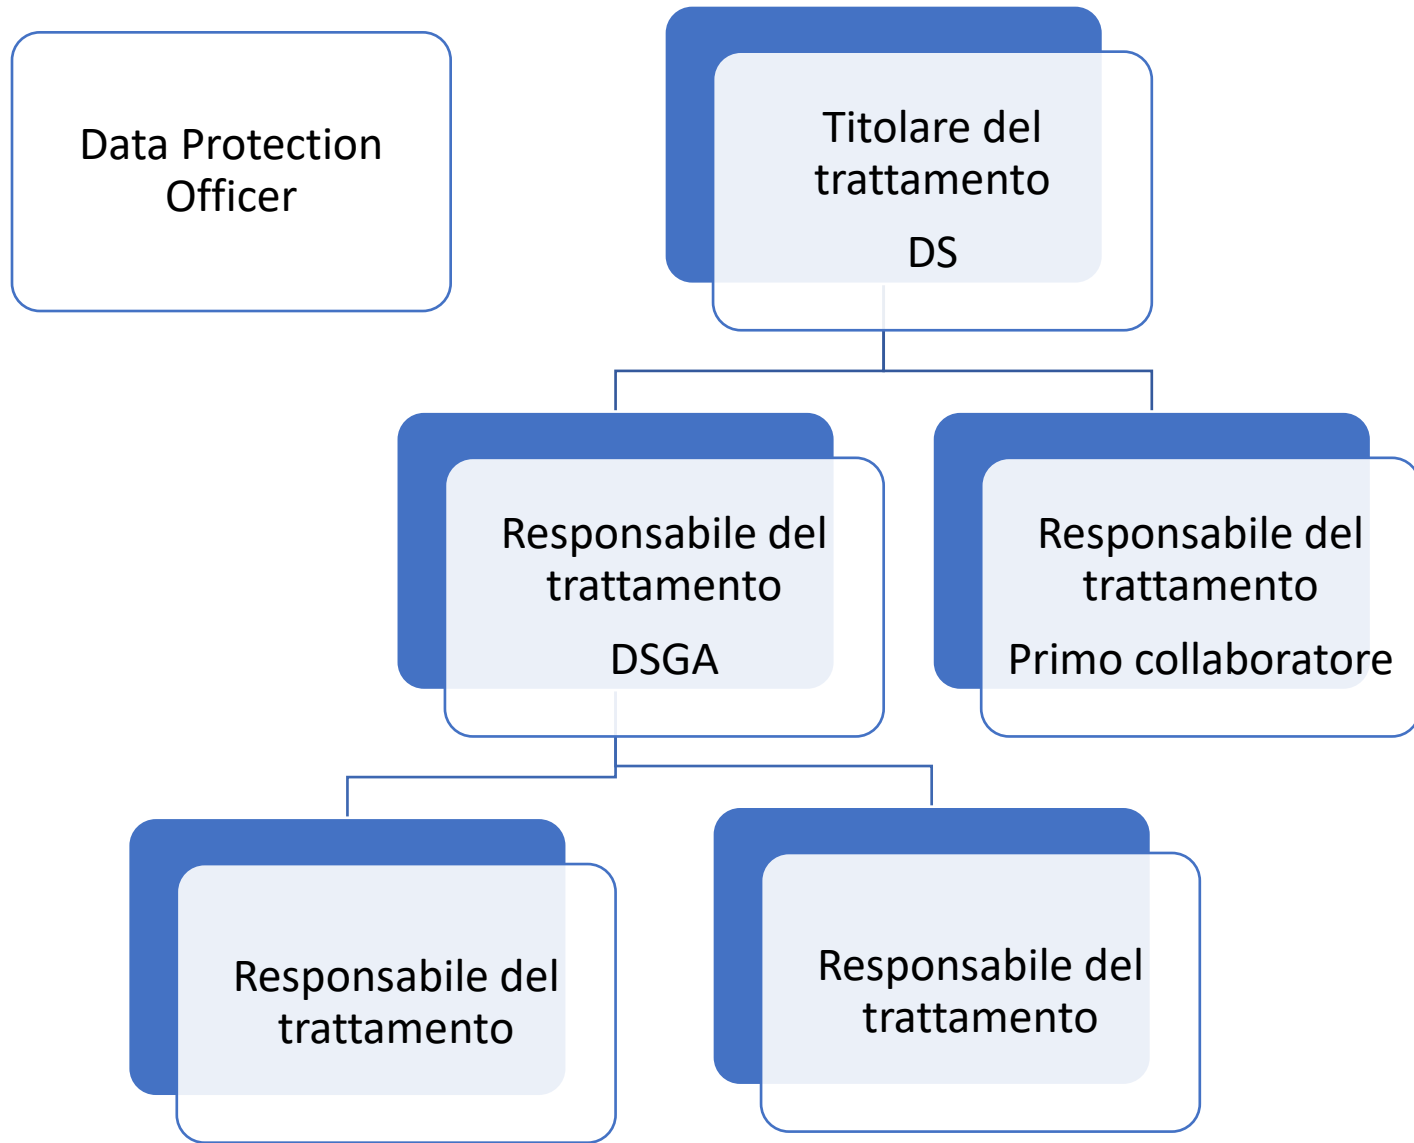 Data Protection
Officer
Titolare del
trattamento
DS
Responsabile del
trattamento
DSGA
Responsabile del
trattamento
Primo collaboratore
Responsabile del
trattamento
Responsabile del
trattamento